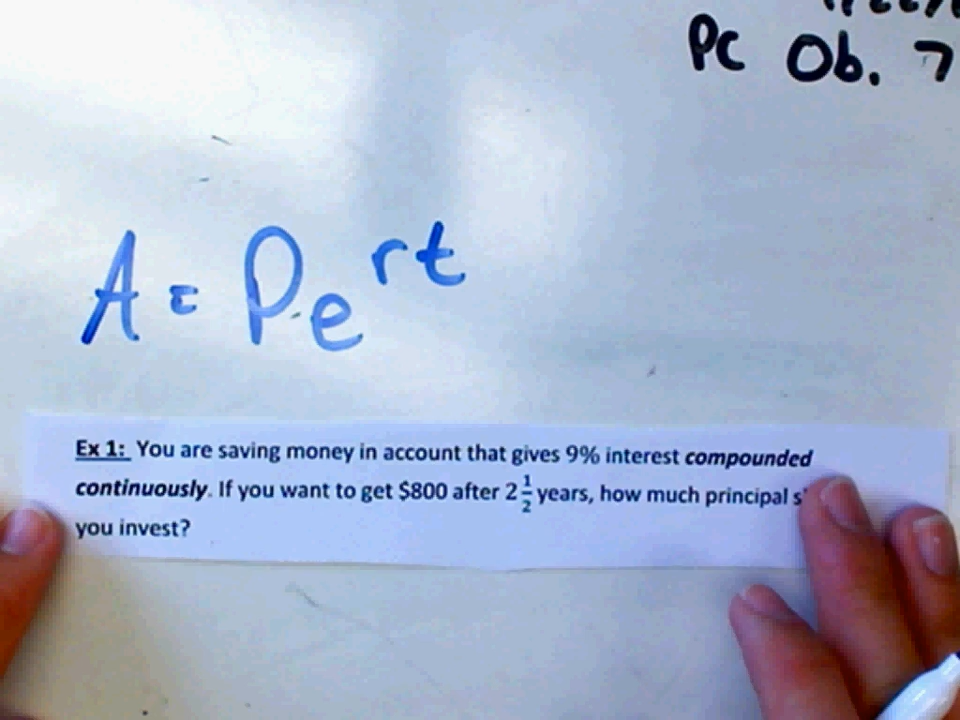 PC Ob. 7
A = Pe^rt
Ex 1: You are saving money in account that gives 9% interest compounded
continuously. If you want to get $800 after 2 1/2 years, how much principal
you invest?